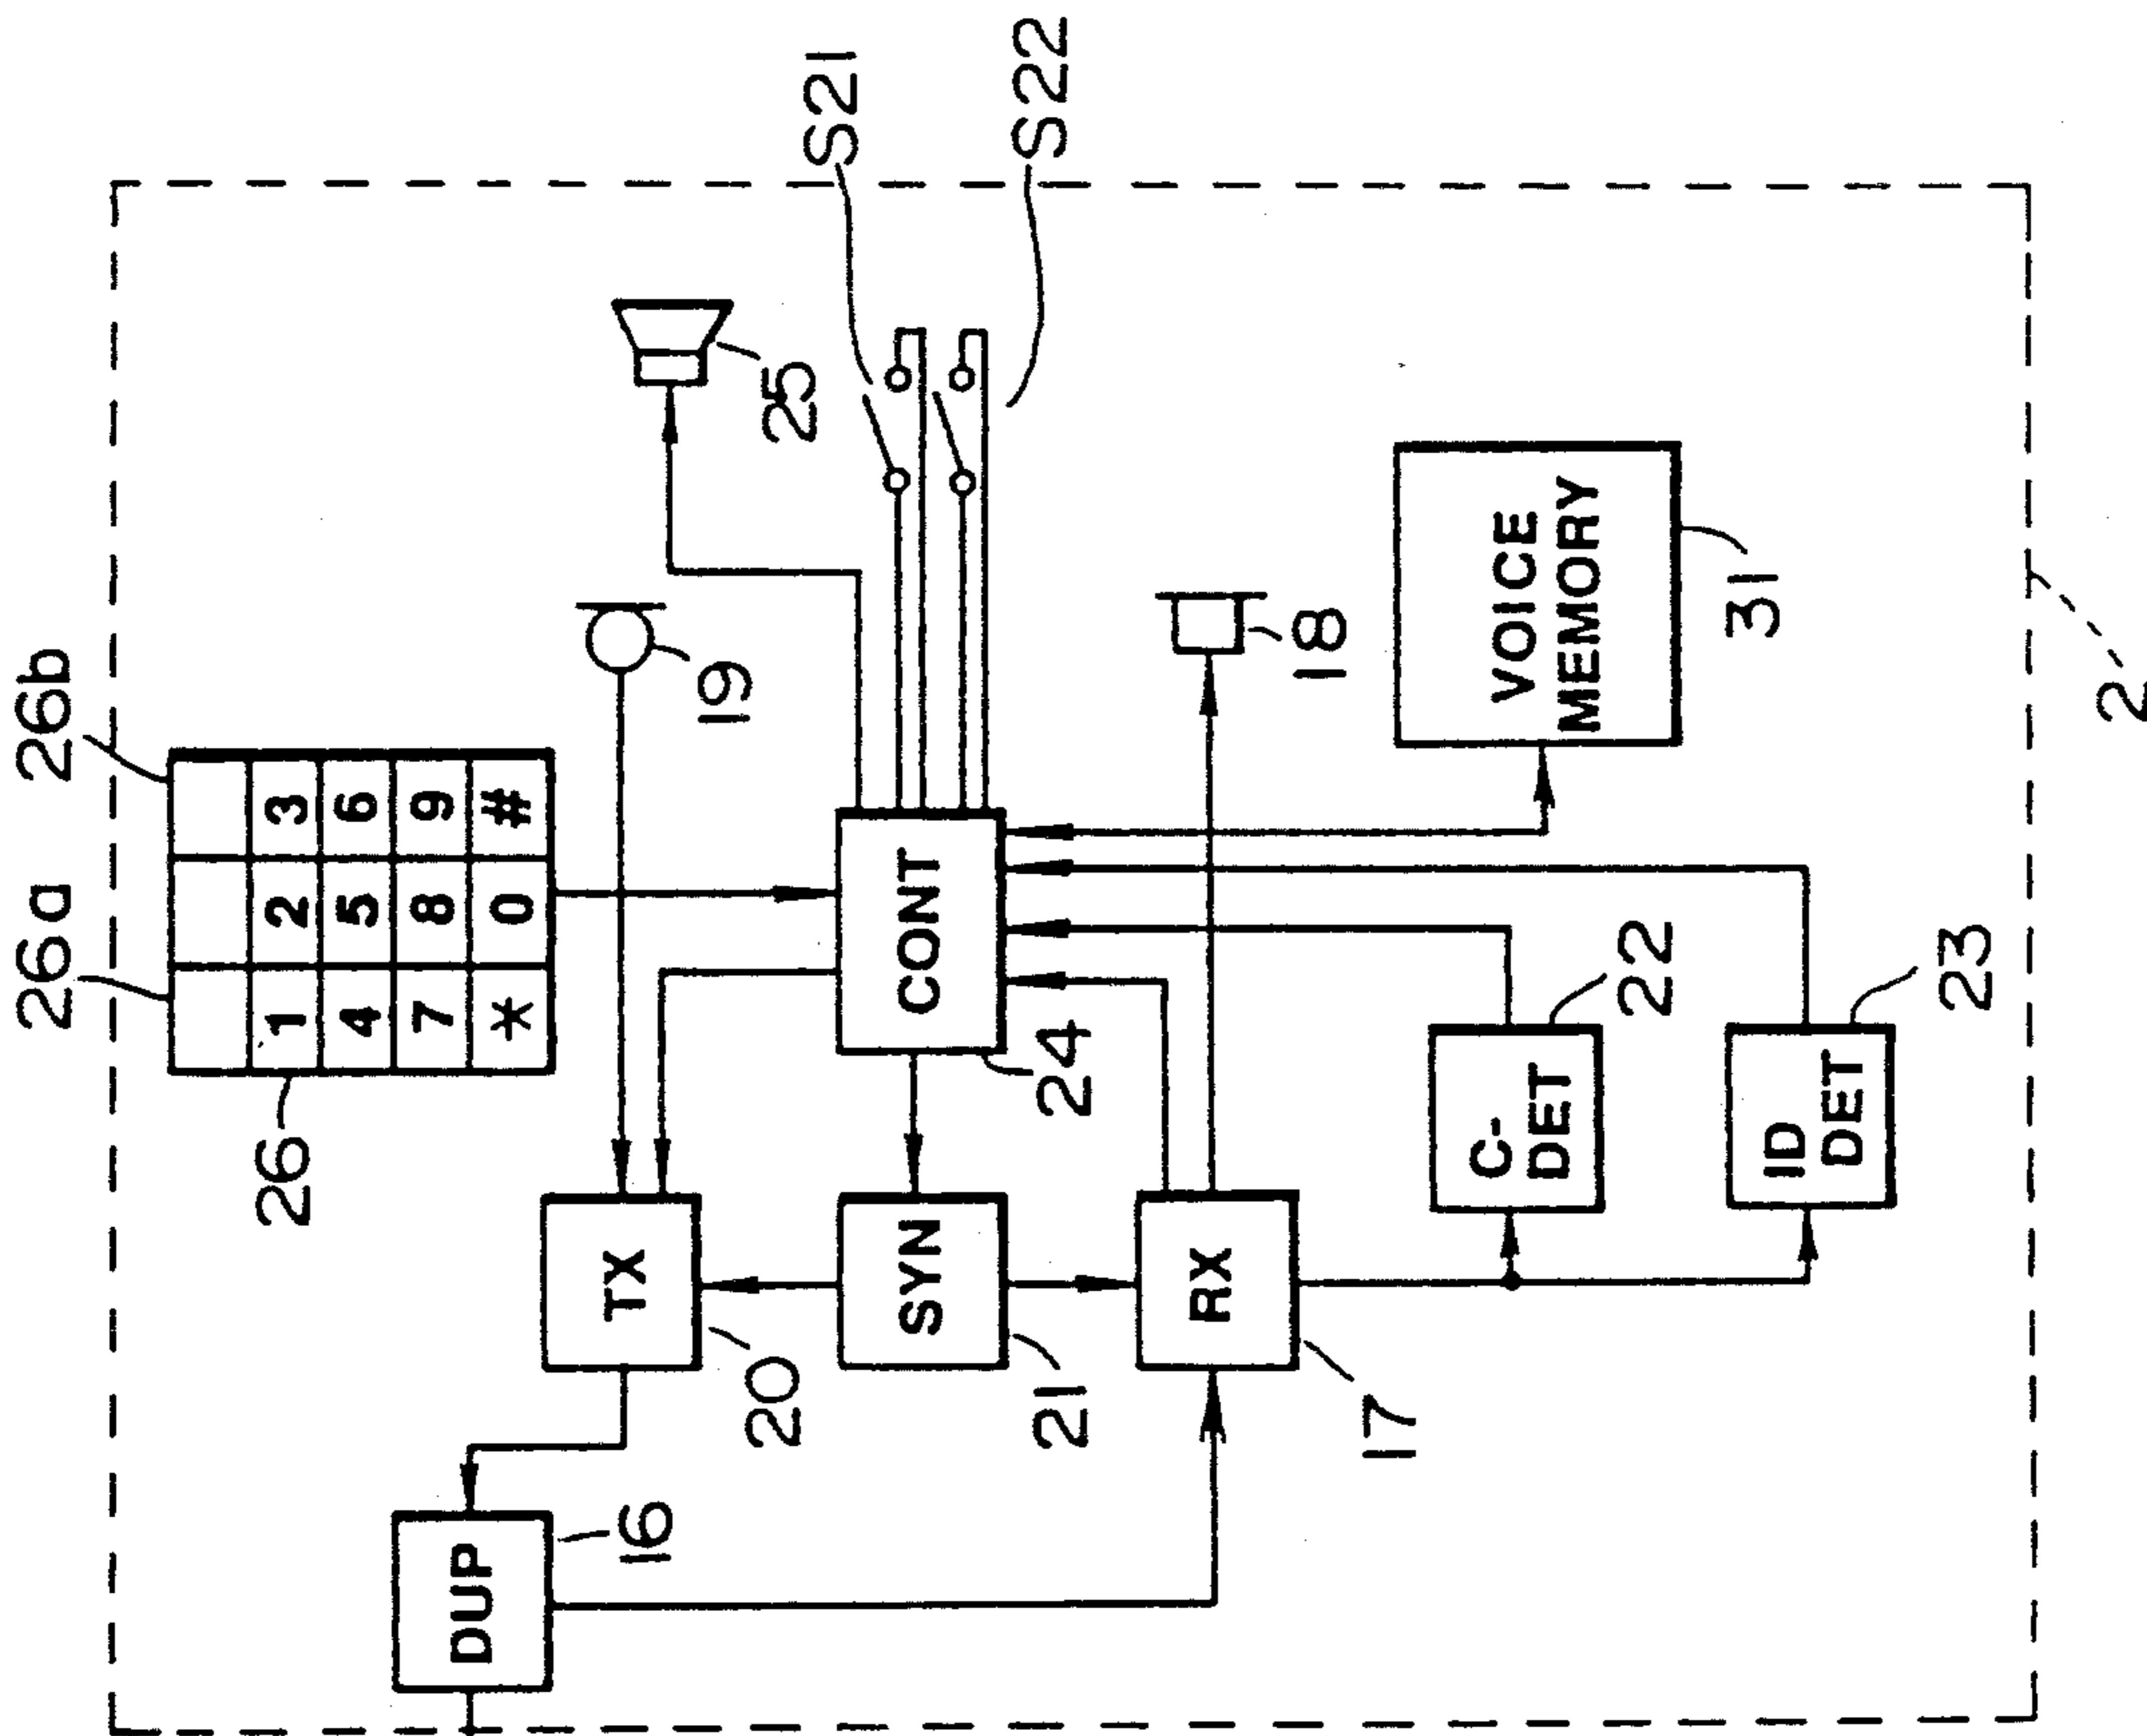 26a
26b
1 2 3
4 5 6
7 8 9
* 0 #
26
19
25
S21
S22
DUP
16
TX
20
SYN
21
CONT
24
RX
17
18
C-
DET
22
ID
DET
23
VOICE
MEMORY
31
2